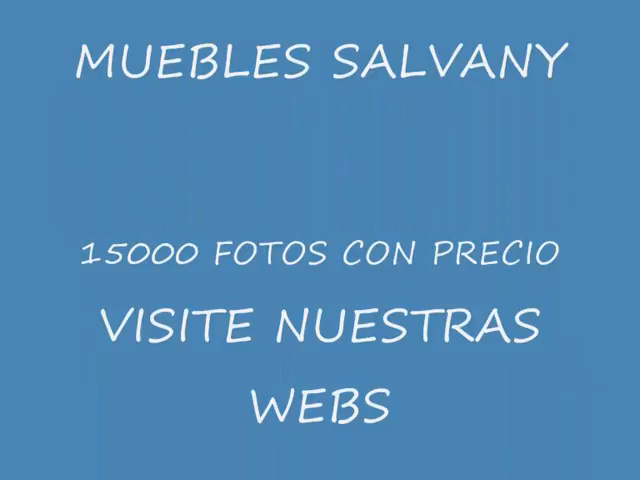 MUEBLES SALVANY
15000 FOTOS CON PRECIO
VISITE NUESTRAS
WEBS